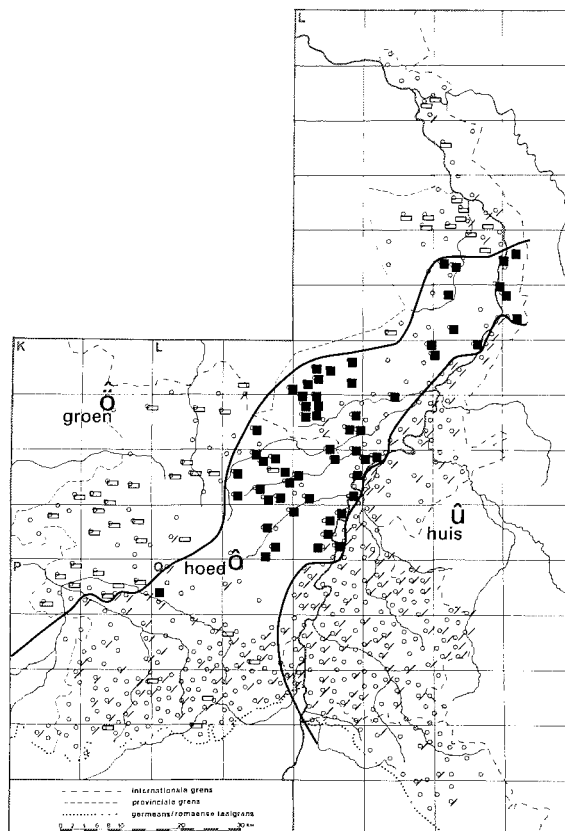 L
K
L
ö̂
groen
û
huis
hoed ô
Q
P
internationale grens
provinciale grens
germaans/romaanse taalgrens